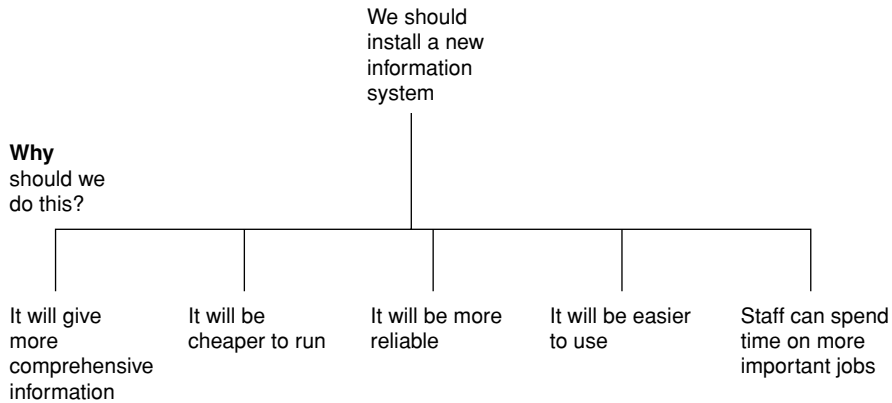 We should
install a new
information
system
Why
should we
do this?
It will give
more
comprehensive
information
It will be
cheaper to run
It will be more
reliable
It will be easier
to use
Staff can spend
time on more
important jobs